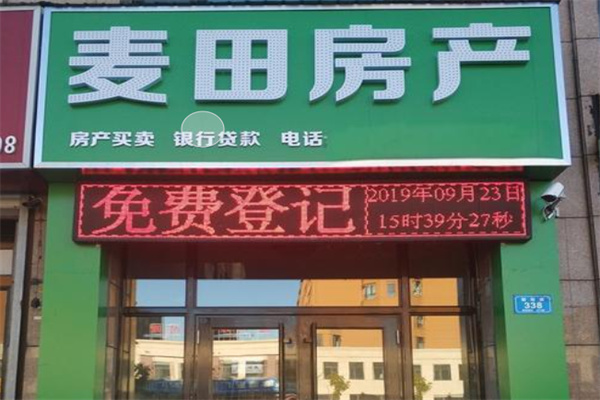 麦田房产
房产买卖 银行贷款 电话
免费登记
2019年09月23日
15时39分27秒
338